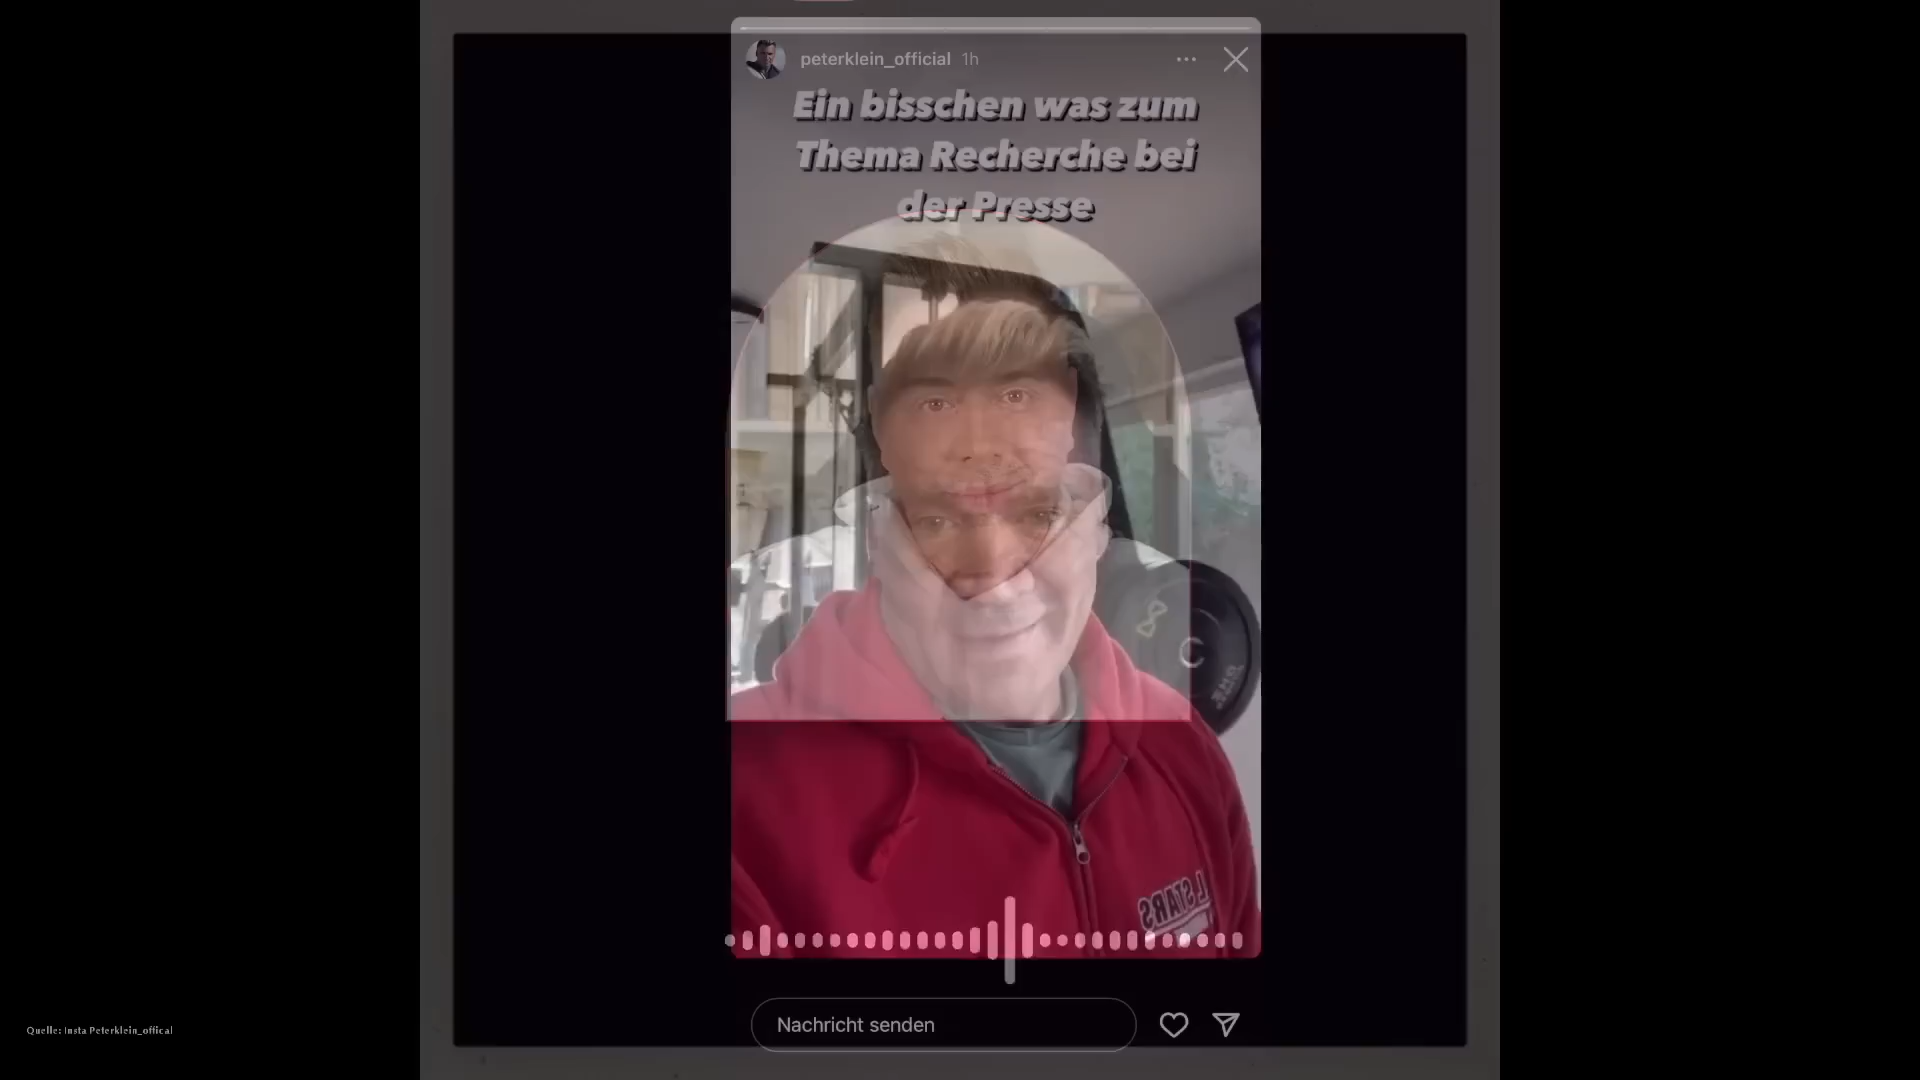 peterklein_official 1h
Ein bisschen was zum
Thema Recherche bei
der Presse
Nachricht senden
Quelle: Insta Peterklein_offical